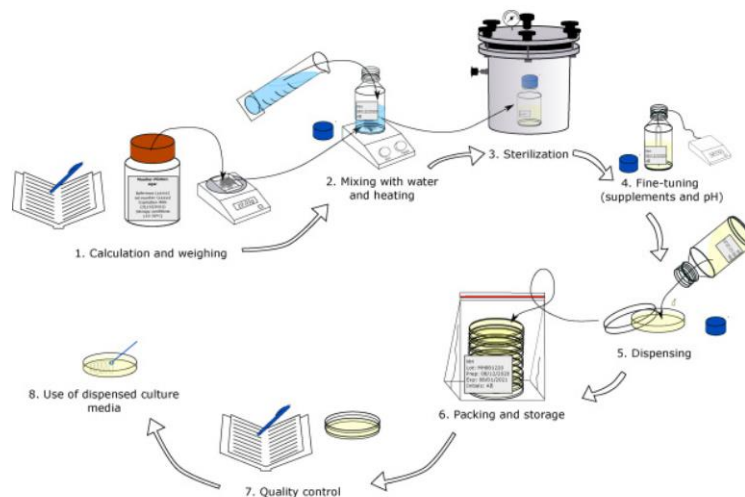 1. Calculation and weighing
2. Mixing with water
and heating
3. Sterilization
4. Fine-tuning
(supplements and pH)
5. Dispensing
MH
6. Packing and storage
7. Quality control
8. Use of dispensed culture
media